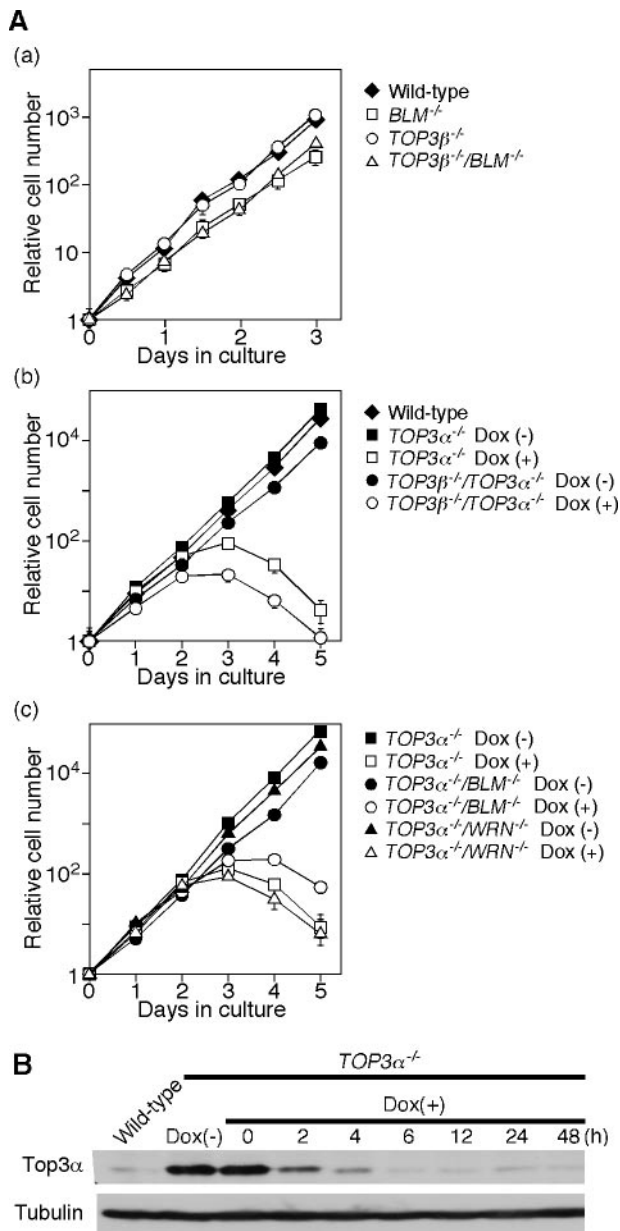 A
(a)
Relative cell number
10³
10²
10
1
0 1 2 3
Days in culture
Wild-type
BLM⁻/⁻
TOP3β⁻/⁻
TOP3β⁻/⁻/BLM⁻/⁻
(b)
Relative cell number
10⁴
10²
1
0 1 2 3 4 5
Days in culture
Wild-type
TOP3α⁻/⁻ Dox (-)
TOP3α⁻/⁻ Dox (+)
TOP3β⁻/⁻/TOP3α⁻/⁻ Dox (-)
TOP3β⁻/⁻/TOP3α⁻/⁻ Dox (+)
(c)
Relative cell number
10⁴
10²
1
0 1 2 3 4 5
Days in culture
TOP3α⁻/⁻ Dox (-)
TOP3α⁻/⁻ Dox (+)
TOP3α⁻/⁻/BLM⁻/⁻ Dox (-)
TOP3α⁻/⁻/BLM⁻/⁻ Dox (+)
TOP3α⁻/⁻/WRN⁻/⁻ Dox (-)
TOP3α⁻/⁻/WRN⁻/⁻ Dox (+)
B
TOP3α⁻/⁻
Wild-type
Dox(+)
Dox(-) 0 2 4 6 12 24 48 (h)
Top3α
Tubulin